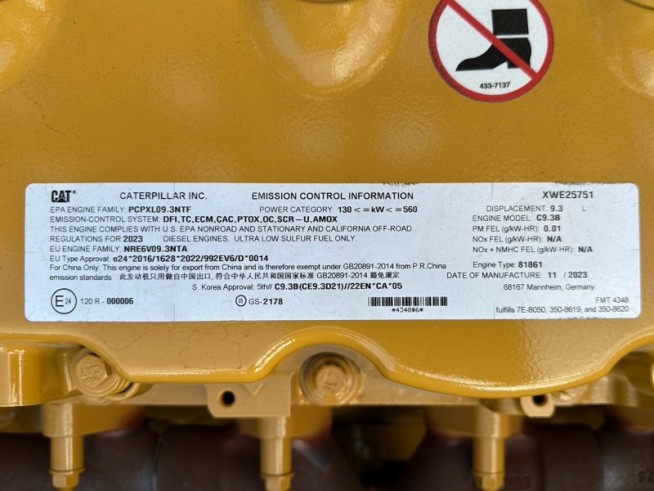 433-7137
CAT CATERPILLAR INC. EMISSION CONTROL INFORMATION XWE25751
EPA ENGINE FAMILY: PCPXL09.3NTF POWER CATEGORY: 130 <=kW<= 560 DISPLACEMENT: 9.3 L
EMISSION-CONTROL SYSTEM: DFI,TC,ECM,CAC,PTOX,OC,SCR-U,AMOX ENGINE MODEL: C9.3B
THIS ENGINE COMPLIES WITH U.S. EPA NONROAD AND STATIONARY AND CALIFORNIA OFF-ROAD PM FEL (g/kW-HR): 0.01
REGULATIONS FOR 2023 DIESEL ENGINES. ULTRA LOW SULFUR FUEL ONLY. NOx FEL (g/kW-HR): N/A
EU ENGINE FAMILY: NRE6V09.3NTA NOx + NMHC FEL (g/kW-HR): N/A
EU Type Approval: e24*2016/1628*2022/992EV6/D*0014
For China Only: This engine is solely for export from China and is therefore exempt under GB20891-2014 from P.R.China Engine Type: 81861
emission standards 此发动机只用做自中国出口, 符合中华人民共和国国家标准 GB20891-2014 豁免规定 DATE OF MANUFACTURE: 11 / 2023
S. Korea Approval: 5th// C9.3B(CE9.3D21)//22EN*CA*05 68167 Mannheim, Germany
E 24 120 R - 000006 GS-2178 *4348#6* FMT 4348
fulfills 7E-8050, 350-8619, and 350-8620